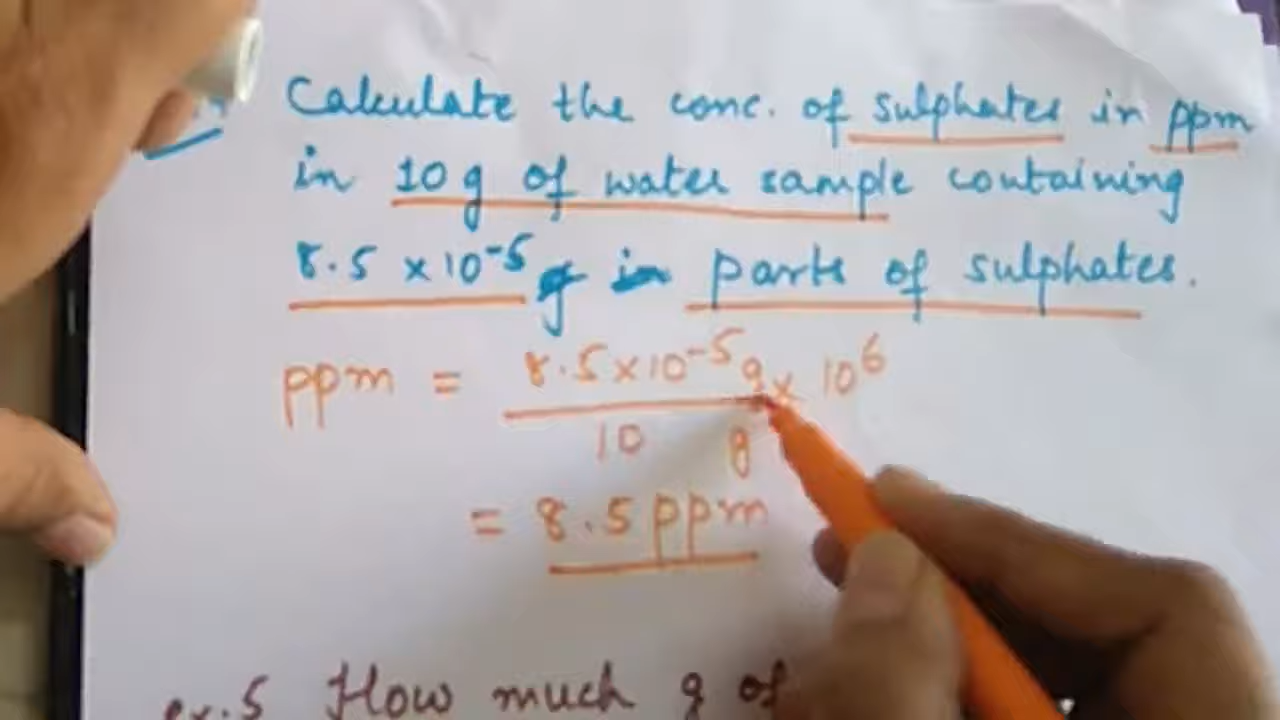 Calculate the conc. of sulphates in ppm
in 10 g of water sample containing
8.5 × 10⁻⁵ g in parts of sulphates.
ppm = 8.5 × 10⁻⁵ g × 10⁶
10 g
= 8.5 ppm
ex.5 How much g of